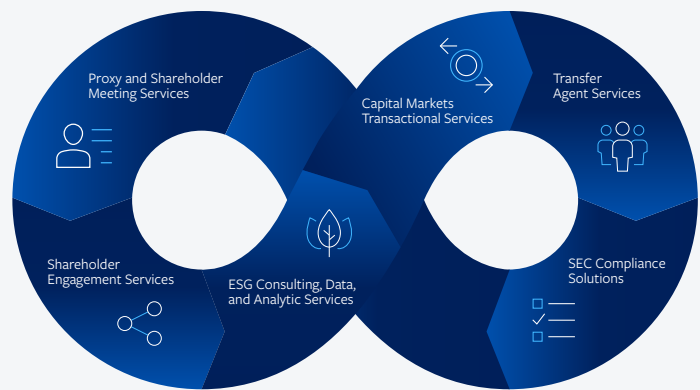 Proxy and Shareholder
Meeting Services
Capital Markets
Transactional Services
Transfer
Agent Services
Shareholder
Engagement Services
ESG Consulting, Data,
and Analytic Services
SEC Compliance
Solutions